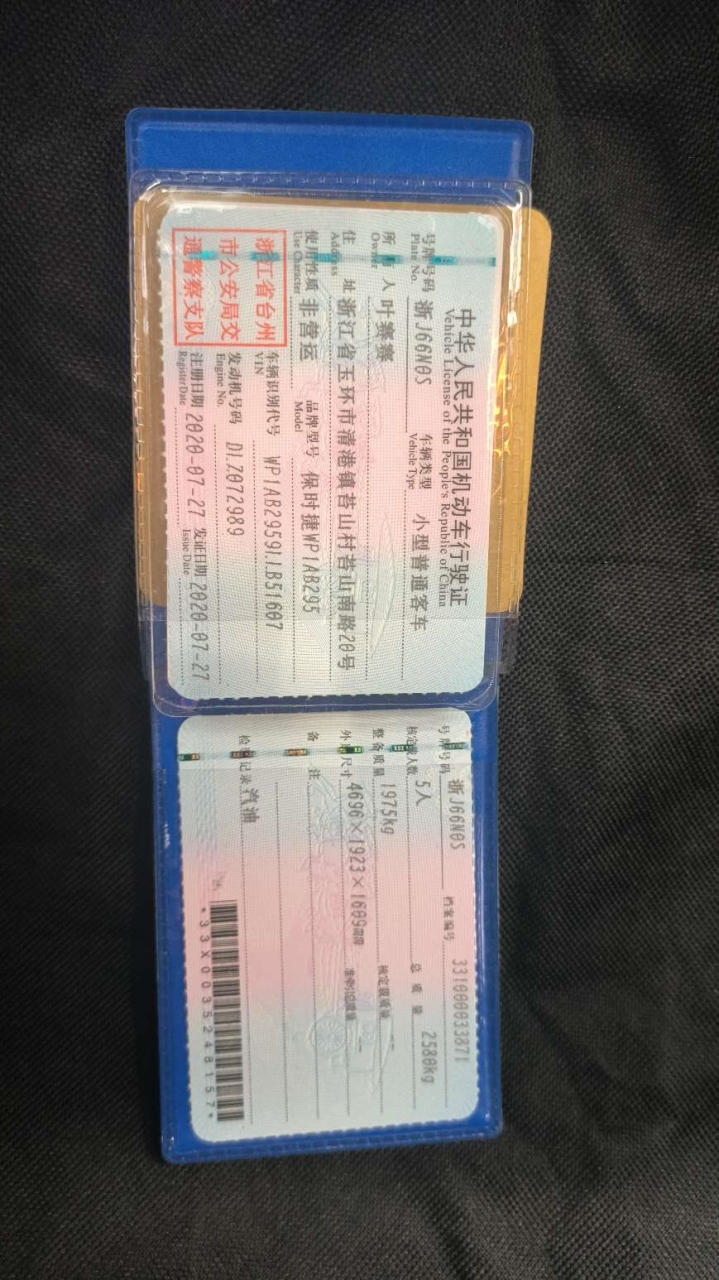 中华人民共和国机动车行驶证
Vehicle License of the People's Republic of China
号牌号码 浙J66N0S 车辆类型 小型普通客车
Plate No. Vehicle Type
所有人 叶赛赛
Owner
住址 浙江省玉环市清港镇苔山村苔山南路20号
Address
使用性质 非营运 品牌型号 保时捷WP1AB295
Use Character Model
浙江省台州
市公安局交
通警察支队
车辆识别代号 WP1AB2959LLB51607
VIN
发动机号码 DLZ072989
Engine No.
注册日期 2020-07-27 发证日期 2020-07-27
Register Date Issue Date
号牌号码 浙J66N0S 档案编号 331000033871
核定载人数 5人 总质量 2580kg
整备质量 1975kg 核定载质量 --
外廓尺寸 4696×1923×1609mm 准牵引总质量 --
备注
检验记录 汽油
*33X0035248157*